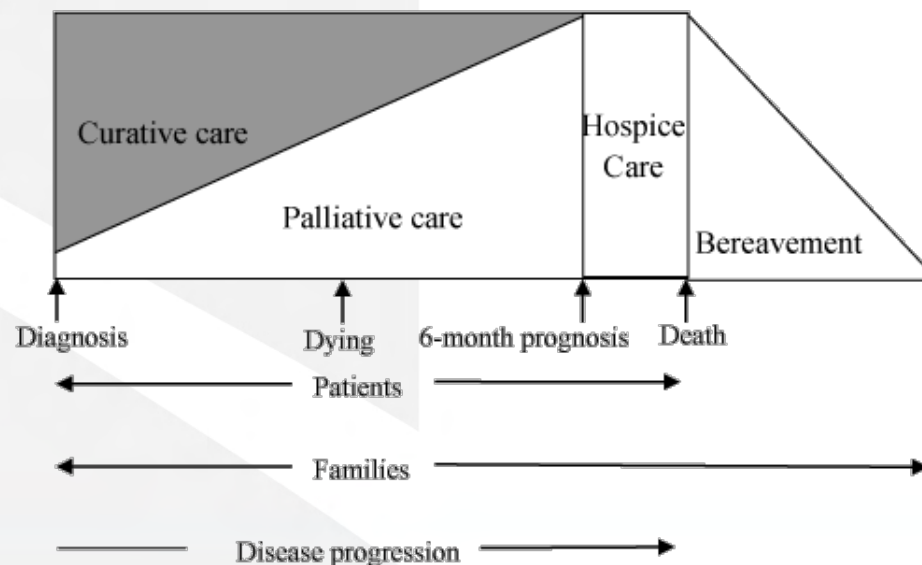 Curative care
Hospice
Care
Palliative care
Bereavement
Diagnosis
Dying
6-month prognosis
Death
Patients
Families
Disease progression